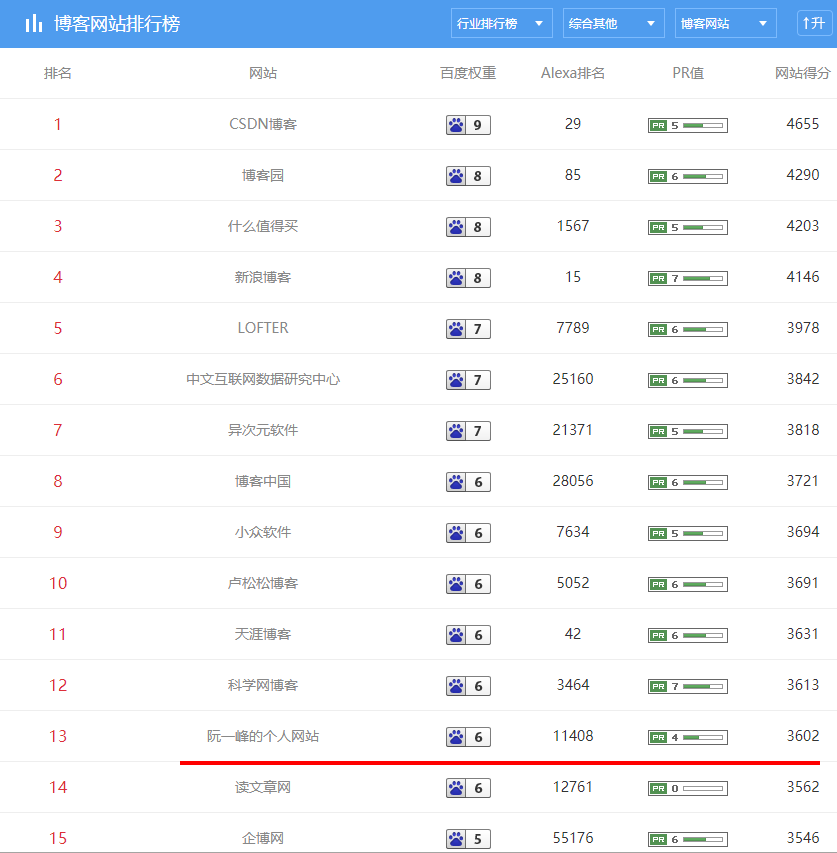 博客网站排行榜 行业排行榜 综合其他 博客网站 ↑升
排名 网站 百度权重 Alexa排名 PR值 网站得分
1 CSDN博客 9 29 PR 5 4655
2 博客园 8 85 PR 6 4290
3 什么值得买 8 1567 PR 5 4203
4 新浪博客 8 15 PR 7 4146
5 LOFTER 7 7789 PR 6 3978
6 中文互联网数据研究中心 7 25160 PR 6 3842
7 异次元软件 7 21371 PR 5 3818
8 博客中国 6 28056 PR 6 3721
9 小众软件 6 7634 PR 5 3694
10 卢松松博客 6 5052 PR 6 3691
11 天涯博客 6 42 PR 6 3631
12 科学网博客 6 3464 PR 7 3613
13 阮一峰的个人网站 6 11408 PR 4 3602
14 读文章网 6 12761 PR 0 3562
15 企博网 5 55176 PR 6 3546